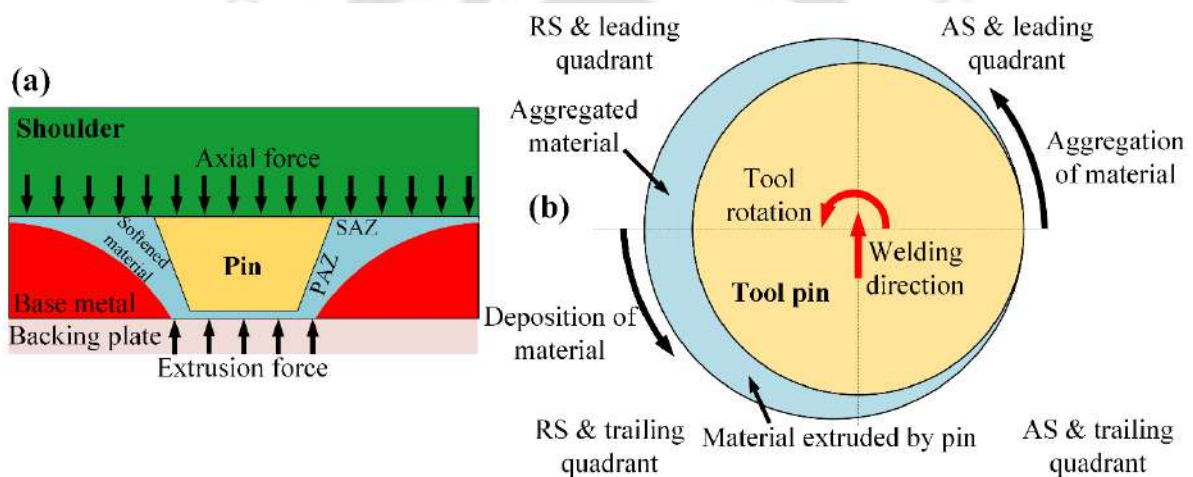 (a)
Shoulder
Axial force
Softened
material
SAZ
Pin
PAZ
Base metal
Backing plate
Extrusion force
RS & leading
quadrant
AS & leading
quadrant
Aggregated
material
Aggregation
of material
(b)
Tool
rotation
Welding
direction
Tool pin
Deposition of
material
RS & trailing
quadrant
Material extruded by pin
AS & trailing
quadrant